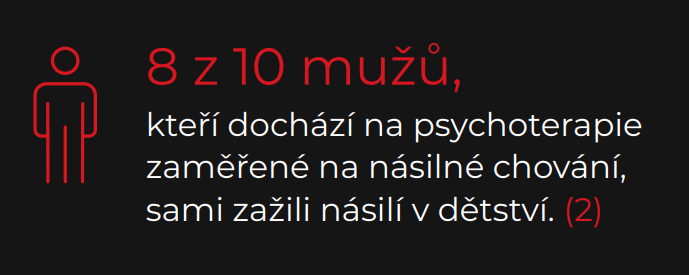 8 z 10 mužů,
kteří dochází na psychoterapie
zaměřené na násilné chování,
sami zažili násilí v dětství. (2)